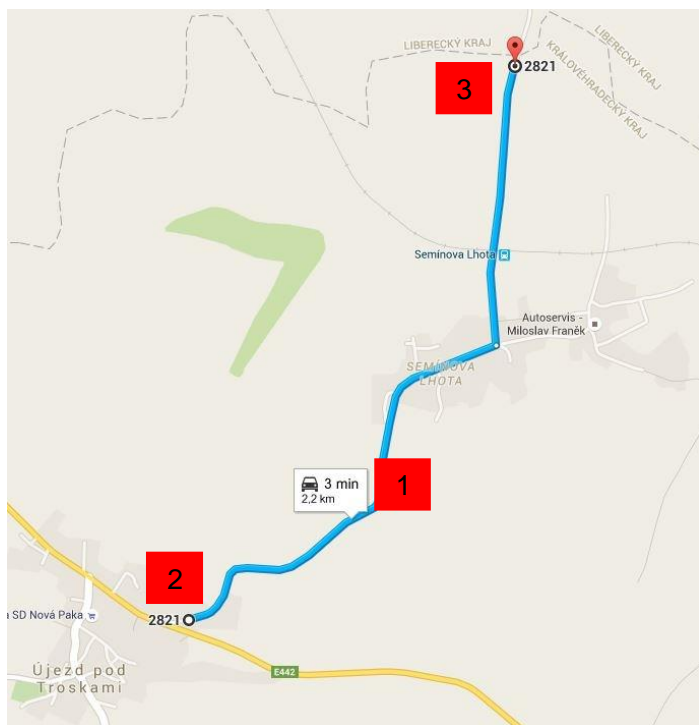 LIBERECKÝ KRAJ
3
2821
KRÁLOVÉHRADECKÝ KRAJ
LIBERECKÝ KRAJ
Semínova Lhota
Autoservis -
Miloslav Franěk
SEMÍNOVA
LHOTA
1
3 min
2,2 km
2
2821
a SD Nová Paka
Újezd pod
Troskami
E442